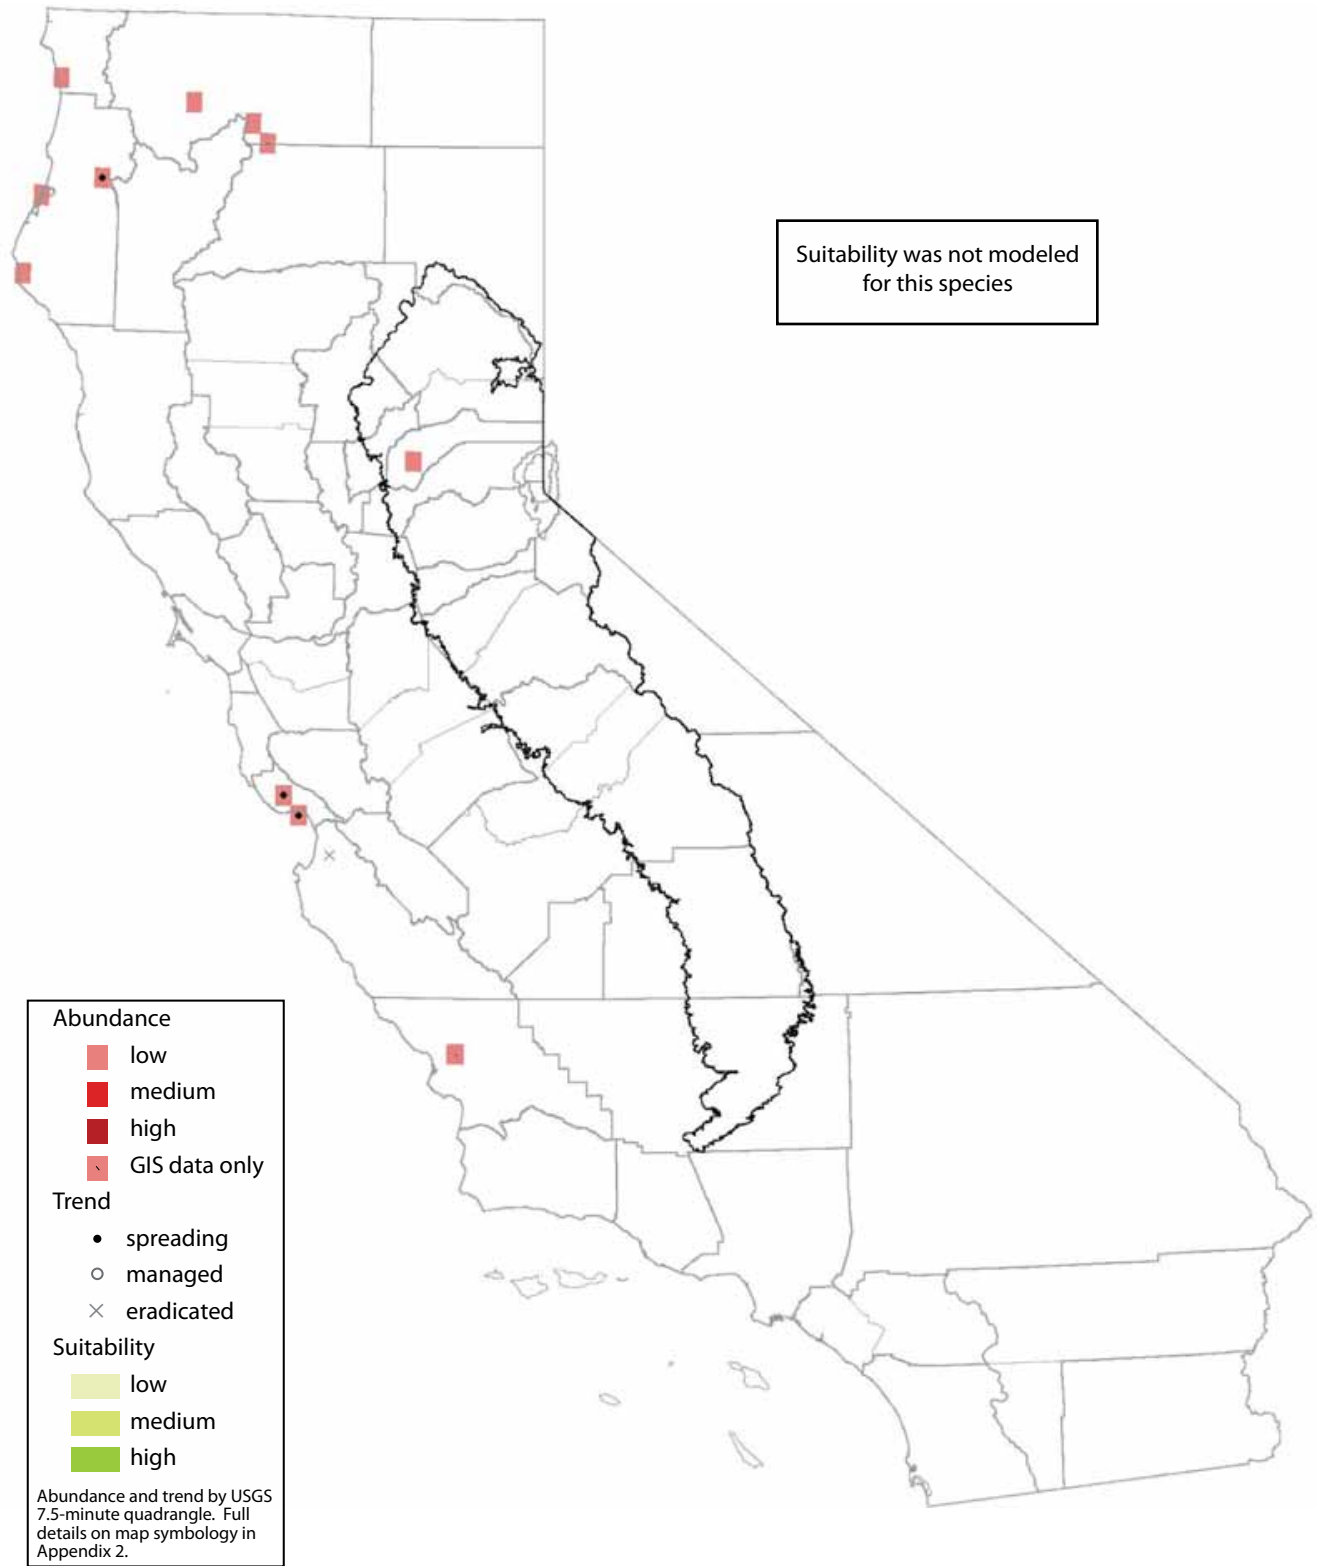 Suitability was not modeled
for this species
Abundance
low
medium
high
GIS data only
Trend
spreading
managed
eradicated
Suitability
low
medium
high
Abundance and trend by USGS
7.5-minute quadrangle. Full
details on map symbology in
Appendix 2.